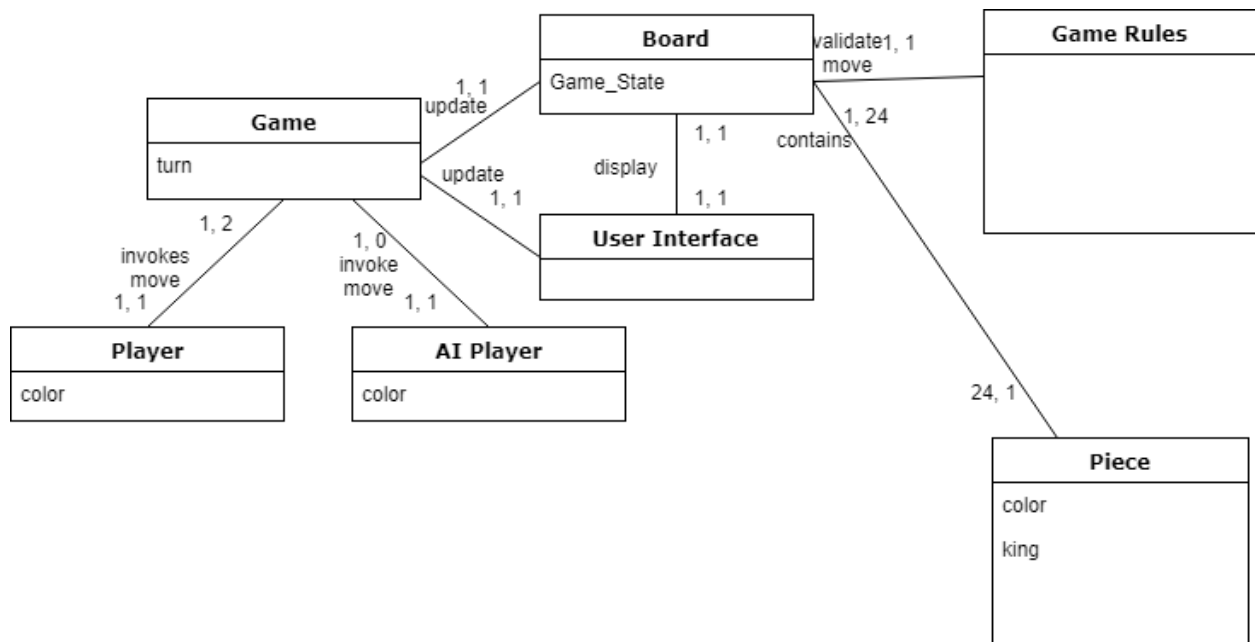 Board
Game_State
validate 1, 1
move
Game Rules
1, 1
update
Game
turn
1, 24
contains
1, 1
display
update
1, 1
1, 1
User Interface
1, 2
invokes
move
1, 1
1, 0
invoke
move
1, 1
Player
color
AI Player
color
24, 1
Piece
color
king